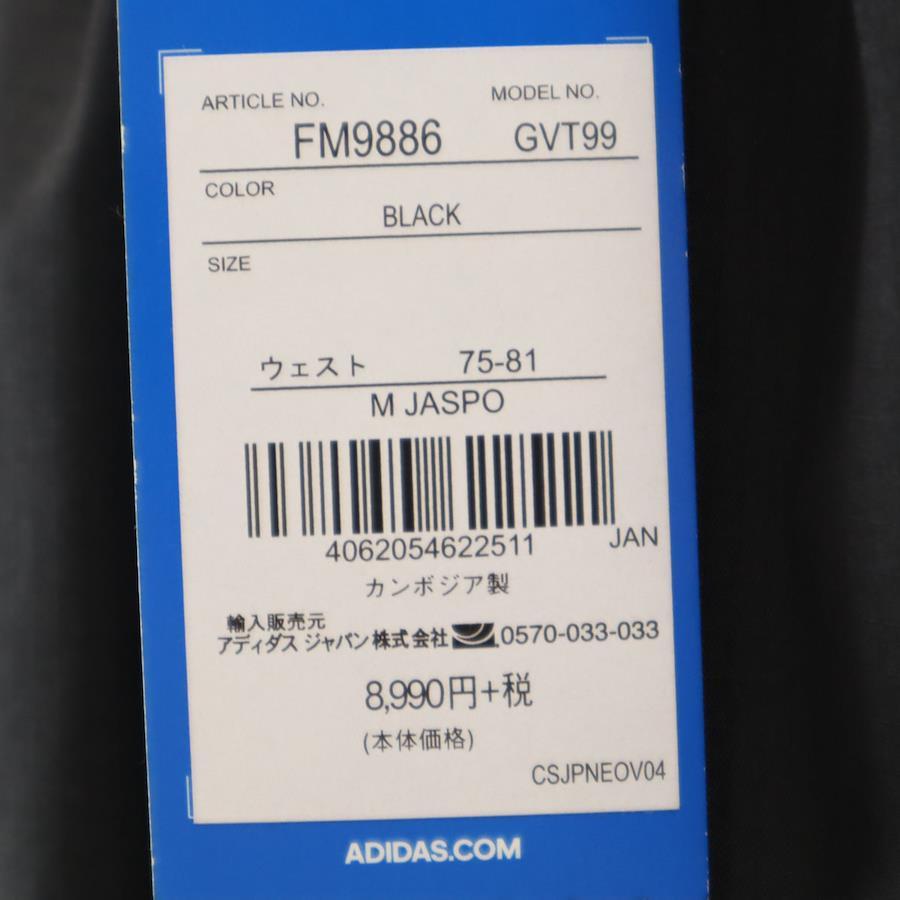 ARTICLE NO. MODEL NO.
FM9886 GVT99
COLOR
BLACK
SIZE
ウェスト 75-81
M JASPO
4062054622511 JAN
カンボジア製
輸入販売元
アディダス ジャパン株式会社 0570-033-033
8,990円+税
(本体価格)
CSJPNEOV04
ADIDAS.COM